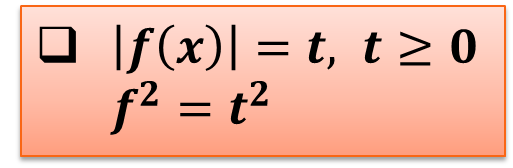 ❑ |f(x)| = t, t ≥ 0
f² = t²